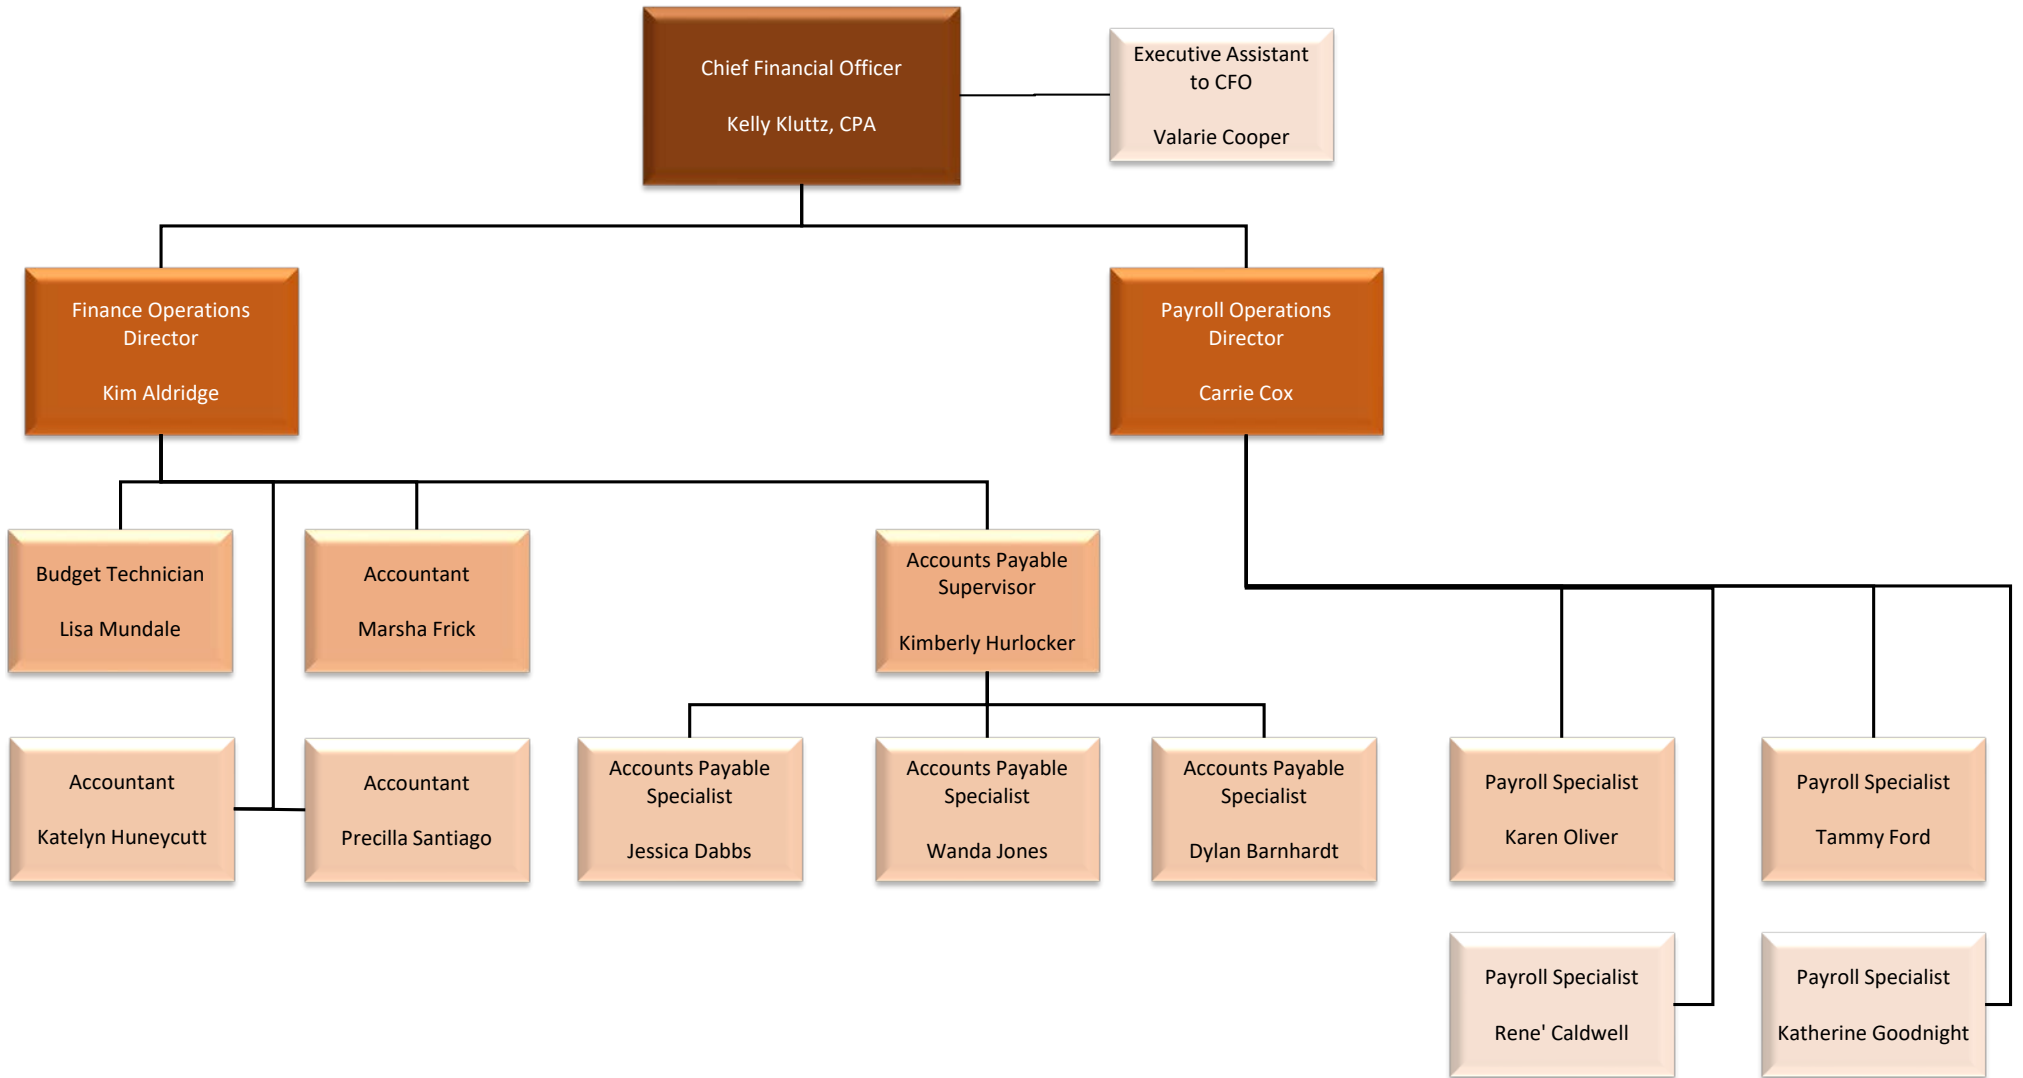 Chief Financial Officer
Kelly Kluttz, CPA
Executive Assistant
to CFO
Valarie Cooper
Finance Operations
Director
Kim Aldridge
Payroll Operations
Director
Carrie Cox
Budget Technician
Lisa Mundale
Accountant
Marsha Frick
Accounts Payable
Supervisor
Kimberly Hurlocker
Accountant
Katelyn Huneycutt
Accountant
Precilla Santiago
Accounts Payable
Specialist
Jessica Dabbs
Accounts Payable
Specialist
Wanda Jones
Accounts Payable
Specialist
Dylan Barnhardt
Payroll Specialist
Karen Oliver
Payroll Specialist
Tammy Ford
Payroll Specialist
Rene' Caldwell
Payroll Specialist
Katherine Goodnight